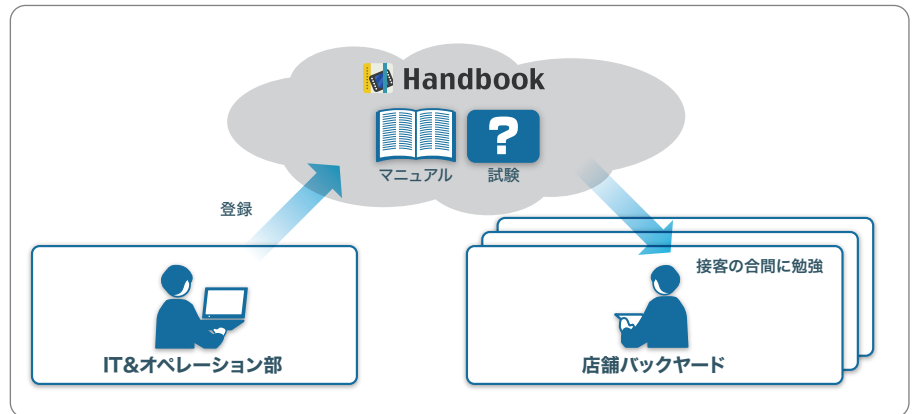 Handbook
?
マニュアル
試験
登録
接客の合間に勉強
IT&オペレーション部
店舗バックヤード